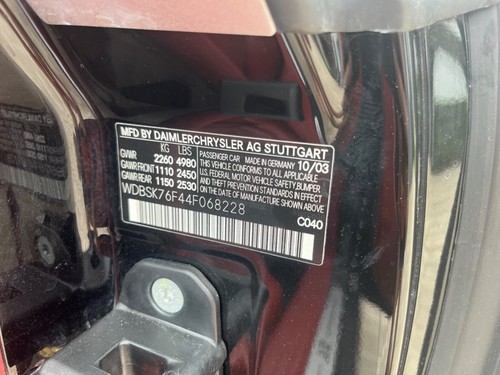 MFD BY DAIMLERCHRYSLER AG STUTTGART
KG LBS
GVWR 2260 4980
GAWR FRONT 1110 2450
GAWR REAR 1150 2530
PASSENGER CAR MADE IN GERMANY 10/03
THIS VEHICLE CONFORMS TO ALL APPLICABLE
U.S. FEDERAL MOTOR VEHICLE SAFETY, BUMPER
AND THEFT PREVENTION STANDARDS IN EFFECT
ON THE DATE OF MANUFACTURE SHOWN ABOVE
WDBSK76F44F068228
C040